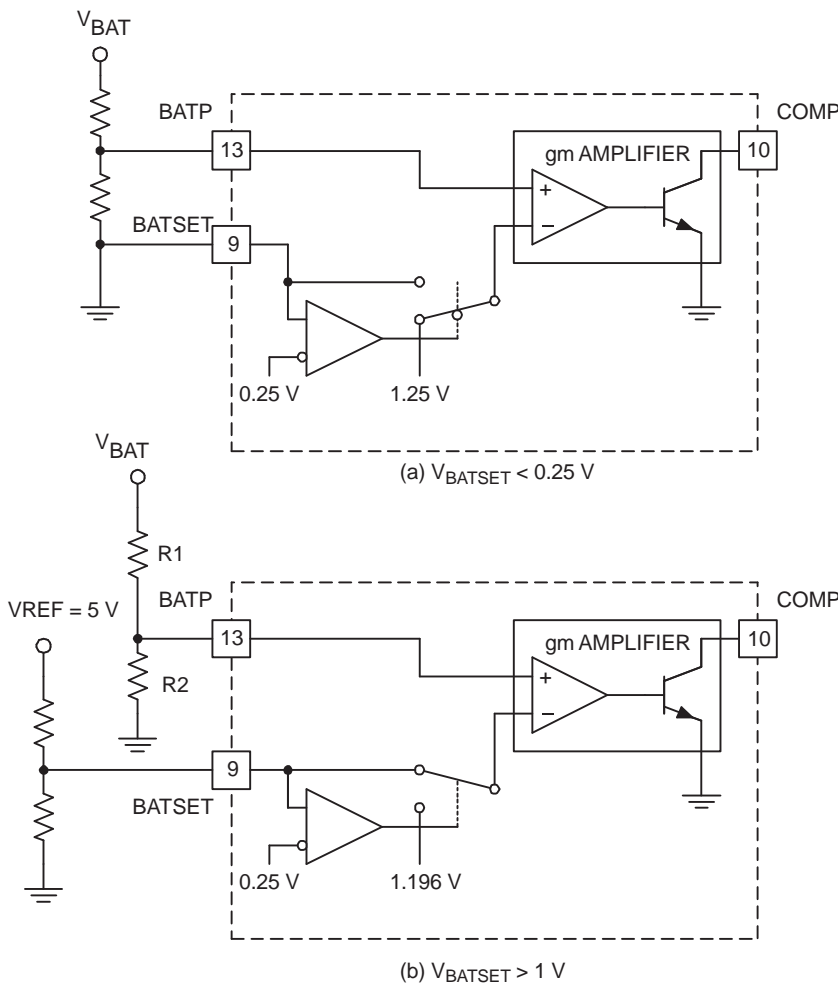 VBAT
BATP
COMP
13
gm AMPLIFIER
10
+
−
BATSET
9
0.25 V
1.25 V
(a) VBATSET < 0.25 V
VBAT
R1
VREF = 5 V
BATP
COMP
13
gm AMPLIFIER
10
R2
+
−
9
BATSET
0.25 V
1.196 V
(b) VBATSET > 1 V